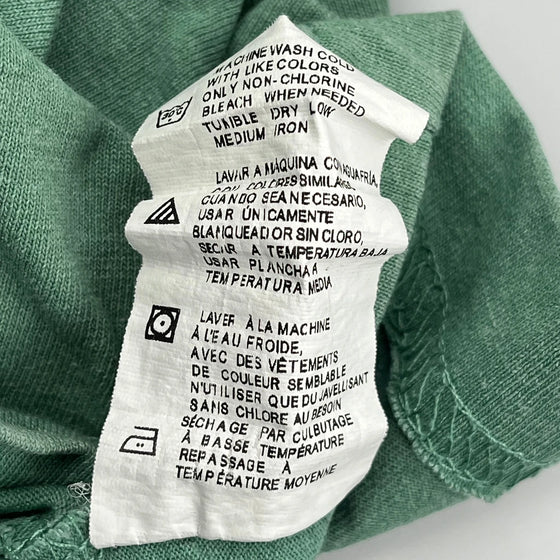 MACHINE WASH COLD
WITH LIKE COLORS
ONLY NON-CHLORINE
BLEACH WHEN NEEDED
TUMBLE DRY LOW
MEDIUM IRON
30C
LAVAR A MÁQUINA CON AGUA FRÍA,
CON COLORES SIMILARES
CUANDO SEA NECESARIO,
USAR ÚNICAMENTE
BLANQUEADOR SIN CLORO,
SECAR A TEMPERATURA BAJA
USAR PLANCHA A
TEMPERATURA MEDIA
LAVER À LA MACHINE
À L'EAU FROIDE,
AVEC DES VÊTEMENTS
DE COULEUR SEMBLABLE
N'UTILISER QUE DU JAVELLISANT
SANS CHLORE AU BESOIN
SÉCHAGE PAR CULBUTAGE
À BASSE TEMPÉRATURE
REPASSAGE À
TEMPÉRATURE MOYENNE